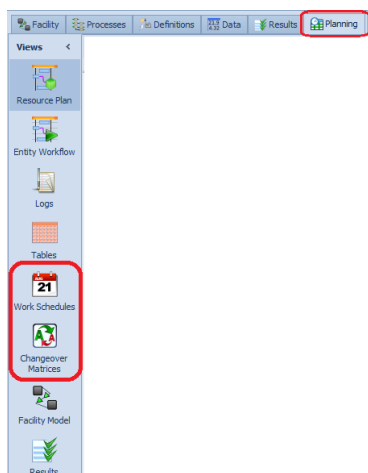 Facility Processes Definitions Data Results Planning
Views <
Resource Plan
Entity Workflow
Logs
Tables
21
Work Schedules
Changeover
Matrices
Facility Model
Results